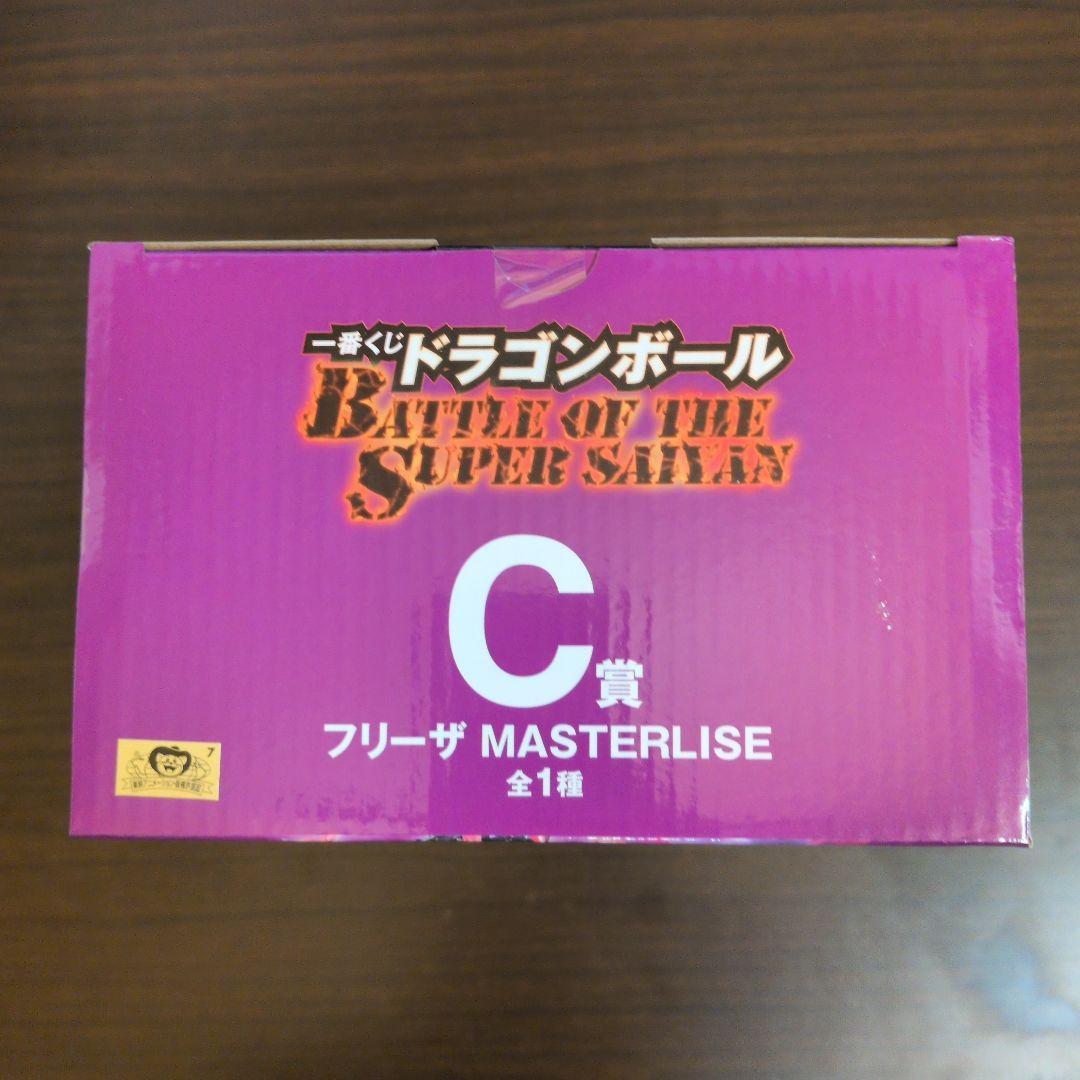 一番くじ ドラゴンボール
BATTLE OF THE
SUPER SAIYAN
C賞
フリーザ MASTERLISE
全1種
7